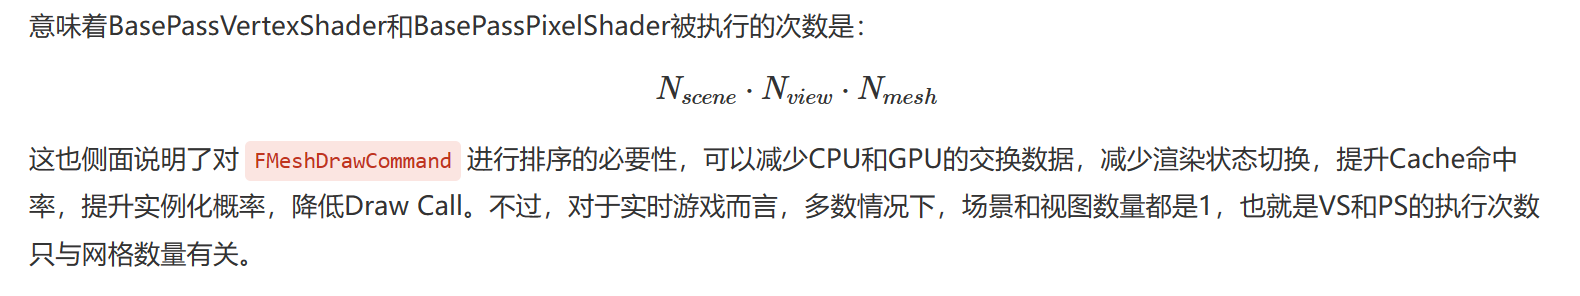 意味着BasePassVertexShader和BasePassPixelShader被执行的次数是：
N_{scene} · N_{view} · N_{mesh}
这也侧面说明了对 FMeshDrawCommand 进行排序的必要性，可以减少CPU和GPU的交换数据，减少渲染状态切换，提升Cache命中
率，提升实例化概率，降低Draw Call。不过，对于实时游戏而言，多数情况下，场景和视图数量都是1，也就是VS和PS的执行次数
只与网格数量有关。